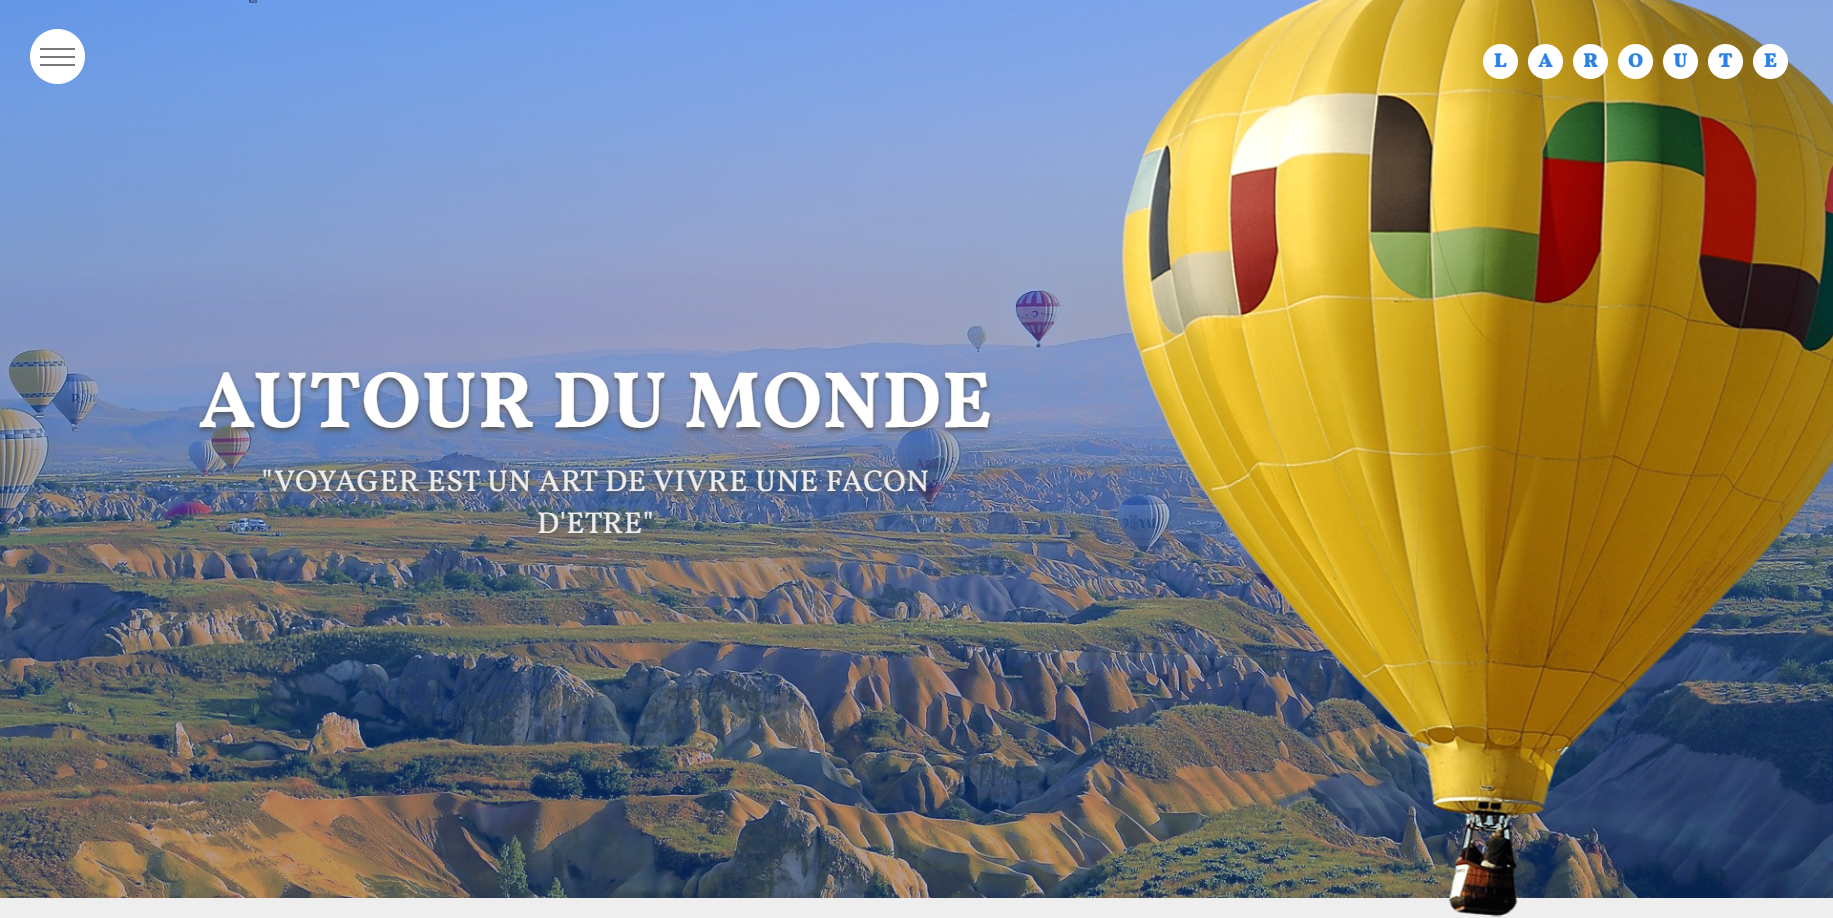 L A R O U T E
AUTOUR DU MONDE
"VOYAGER EST UN ART DE VIVRE UNE FACON
D'ETRE"